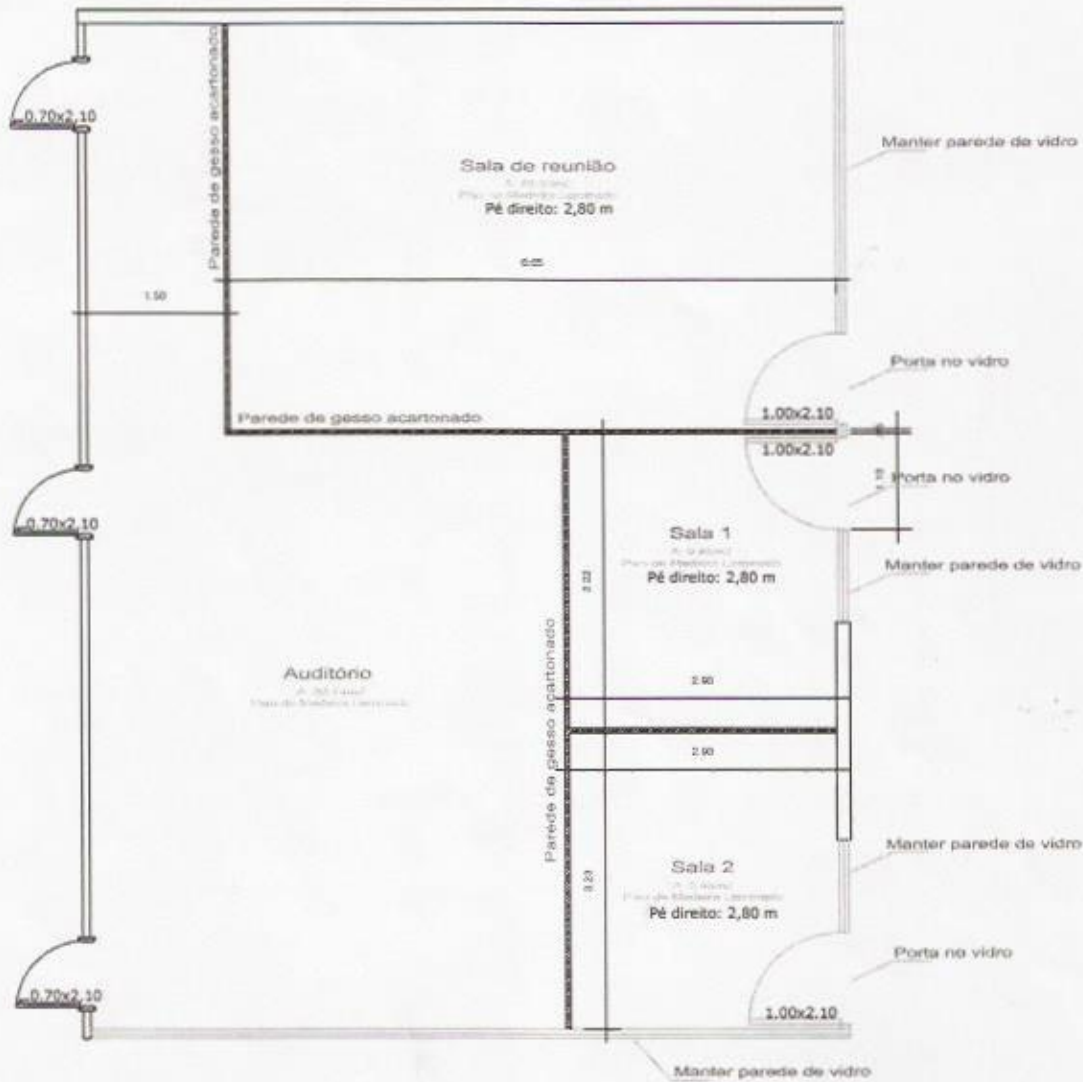 Parede de gesso acartonado
0.70x2.10
Manter parede de vidro
Sala de reunião
Pé direito: 2,80 m
1.50
Porta no vidro
1.00x2.10
Parede de gesso acartonado
1.00x2.10
Porta no vidro
0.70x2.10
Sala 1
Pé direito: 2,80 m
Manter parede de vidro
Parede de gesso acartonado
Auditório
2.90
2.90
Manter parede de vidro
Sala 2
Pé direito: 2,80 m
3.23
Porta no vidro
0.70x2.10
1.00x2.10
Manter parede de vidro